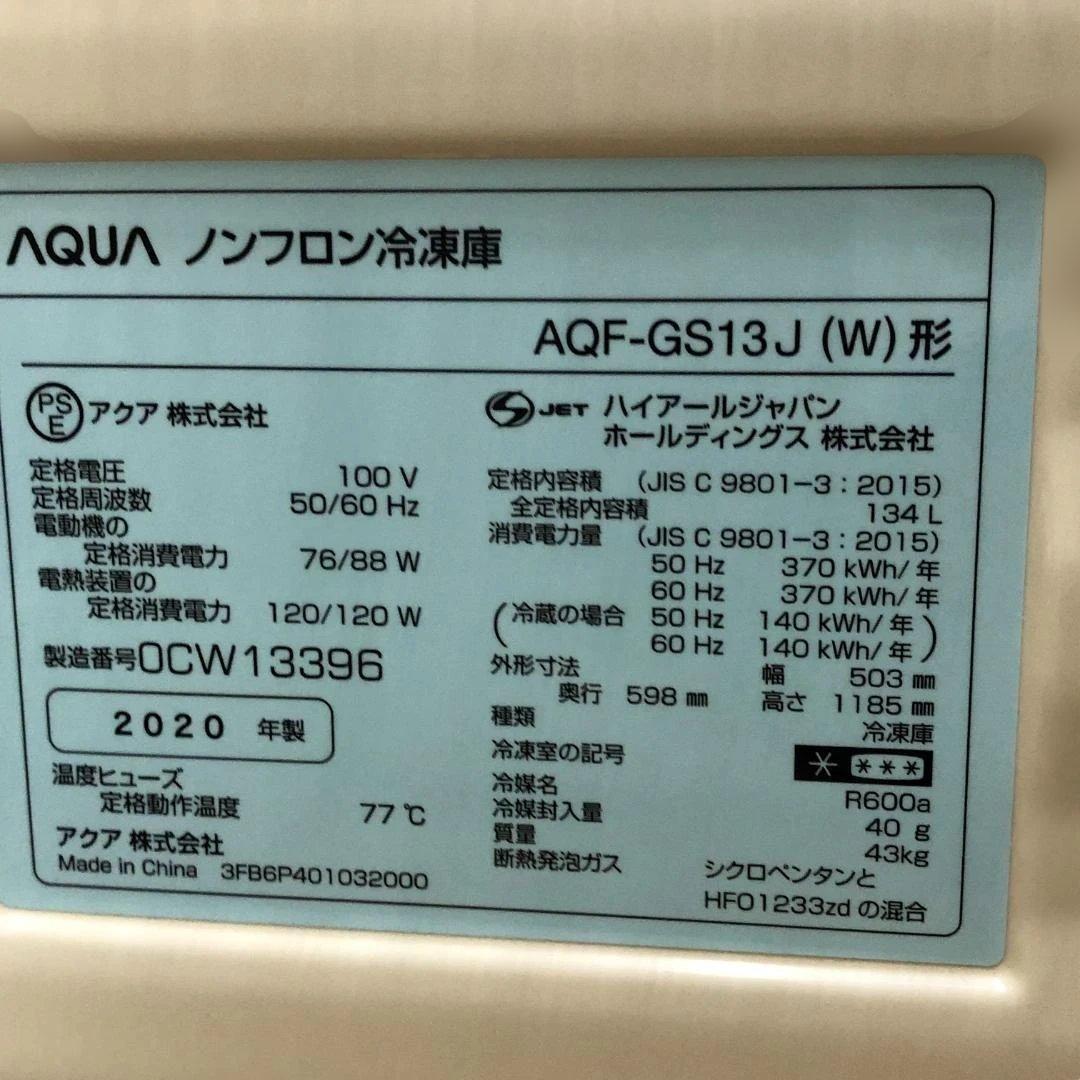 AQUA ノンフロン冷凍庫
AQF-GS13J (W) 形
PSE アクア 株式会社
定格電圧 100 V
定格周波数 50/60 Hz
電動機の
定格消費電力 76/88 W
電熱装置の
定格消費電力 120/120 W
製造番号 0CW13396
2020 年製
温度ヒューズ
定格動作温度 77 ℃
アクア 株式会社
Made in China 3FB6P401032000
S JET ハイアールジャパン
ホールディングス 株式会社
定格内容積 (JIS C 9801-3:2015)
全定格内容積 134 L
消費電力量 (JIS C 9801-3:2015)
50 Hz 370 kWh/年
60 Hz 370 kWh/年
(冷蔵の場合 50 Hz 140 kWh/年
60 Hz 140 kWh/年)
外形寸法 幅 503 mm
奥行 598 mm 高さ 1185 mm
種類 冷凍庫
冷凍室の記号 * ***
冷媒名 R600a
冷媒封入量 40 g
質量 43kg
断熱発泡ガス シクロペンタンと
HFO1233zd の混合